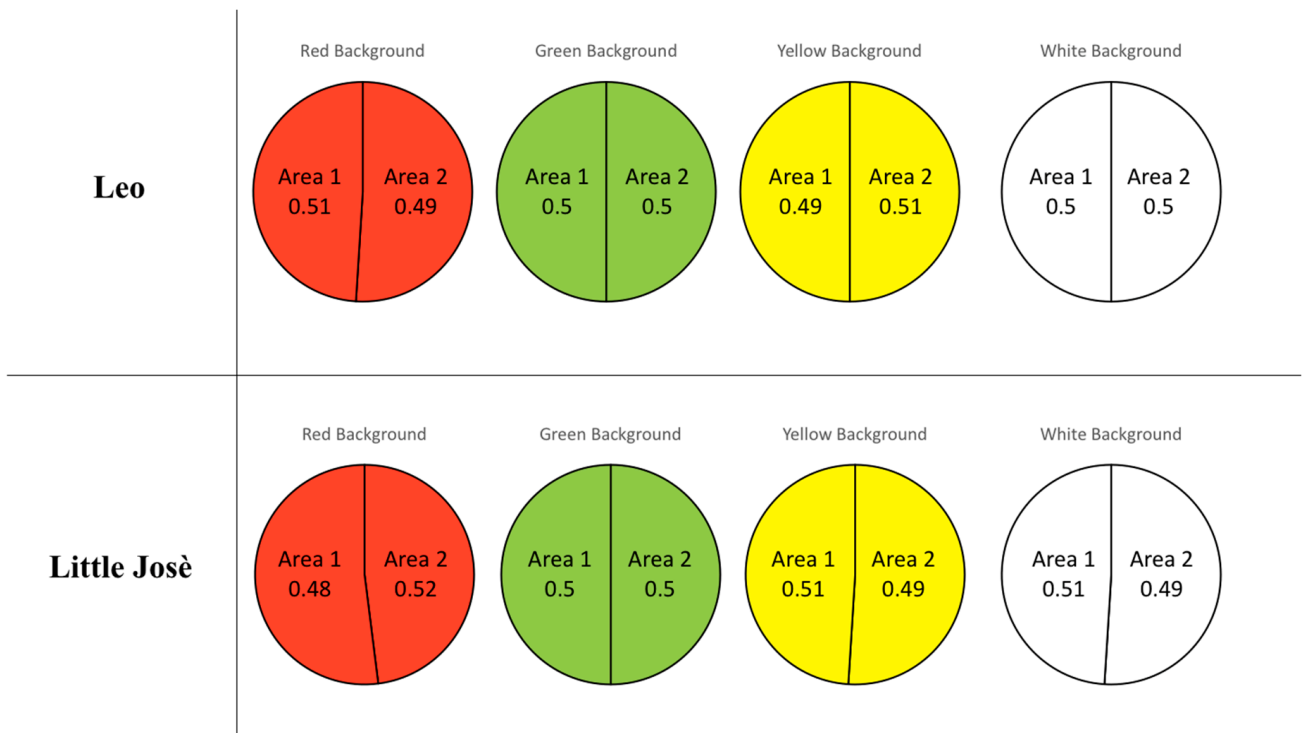 Red Background
Green Background
Yellow Background
White Background
Leo
Area 1
0.51
Area 2
0.49
Area 1
0.5
Area 2
0.5
Area 1
0.49
Area 2
0.51
Area 1
0.5
Area 2
0.5
Red Background
Green Background
Yellow Background
White Background
Little Josè
Area 1
0.48
Area 2
0.52
Area 1
0.5
Area 2
0.5
Area 1
0.51
Area 2
0.49
Area 1
0.51
Area 2
0.49